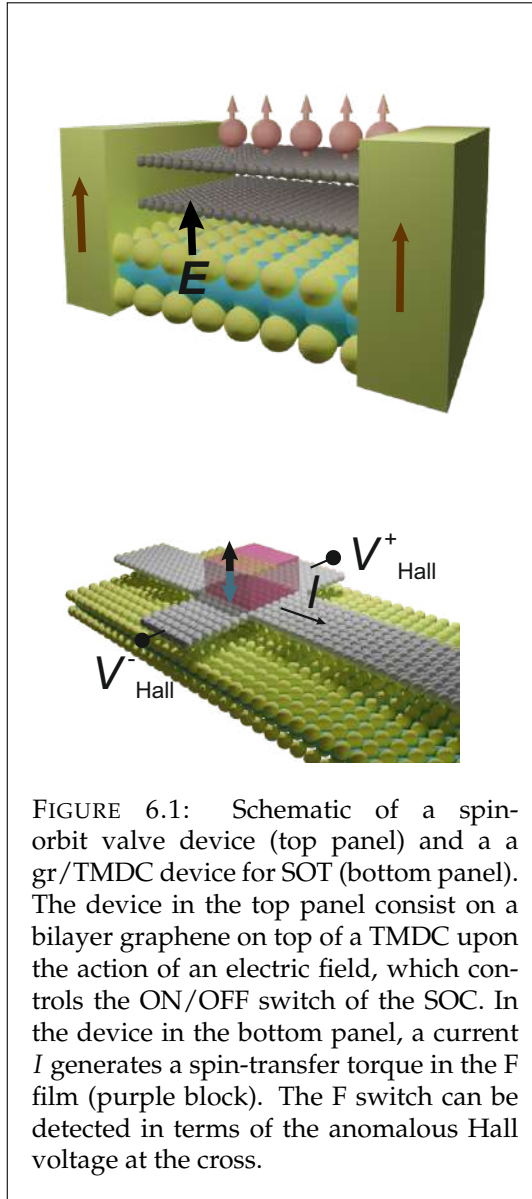 E
V+Hall
I
V-Hall
FIGURE 6.1: Schematic of a spin-
orbit valve device (top panel) and a a
gr/TMDC device for SOT (bottom panel).
The device in the top panel consist on a
bilayer graphene on top of a TMDC upon
the action of an electric field, which con-
trols the ON/OFF switch of the SOC. In
the device in the bottom panel, a current
I generates a spin-transfer torque in the F
film (purple block). The F switch can be
detected in terms of the anomalous Hall
voltage at the cross.